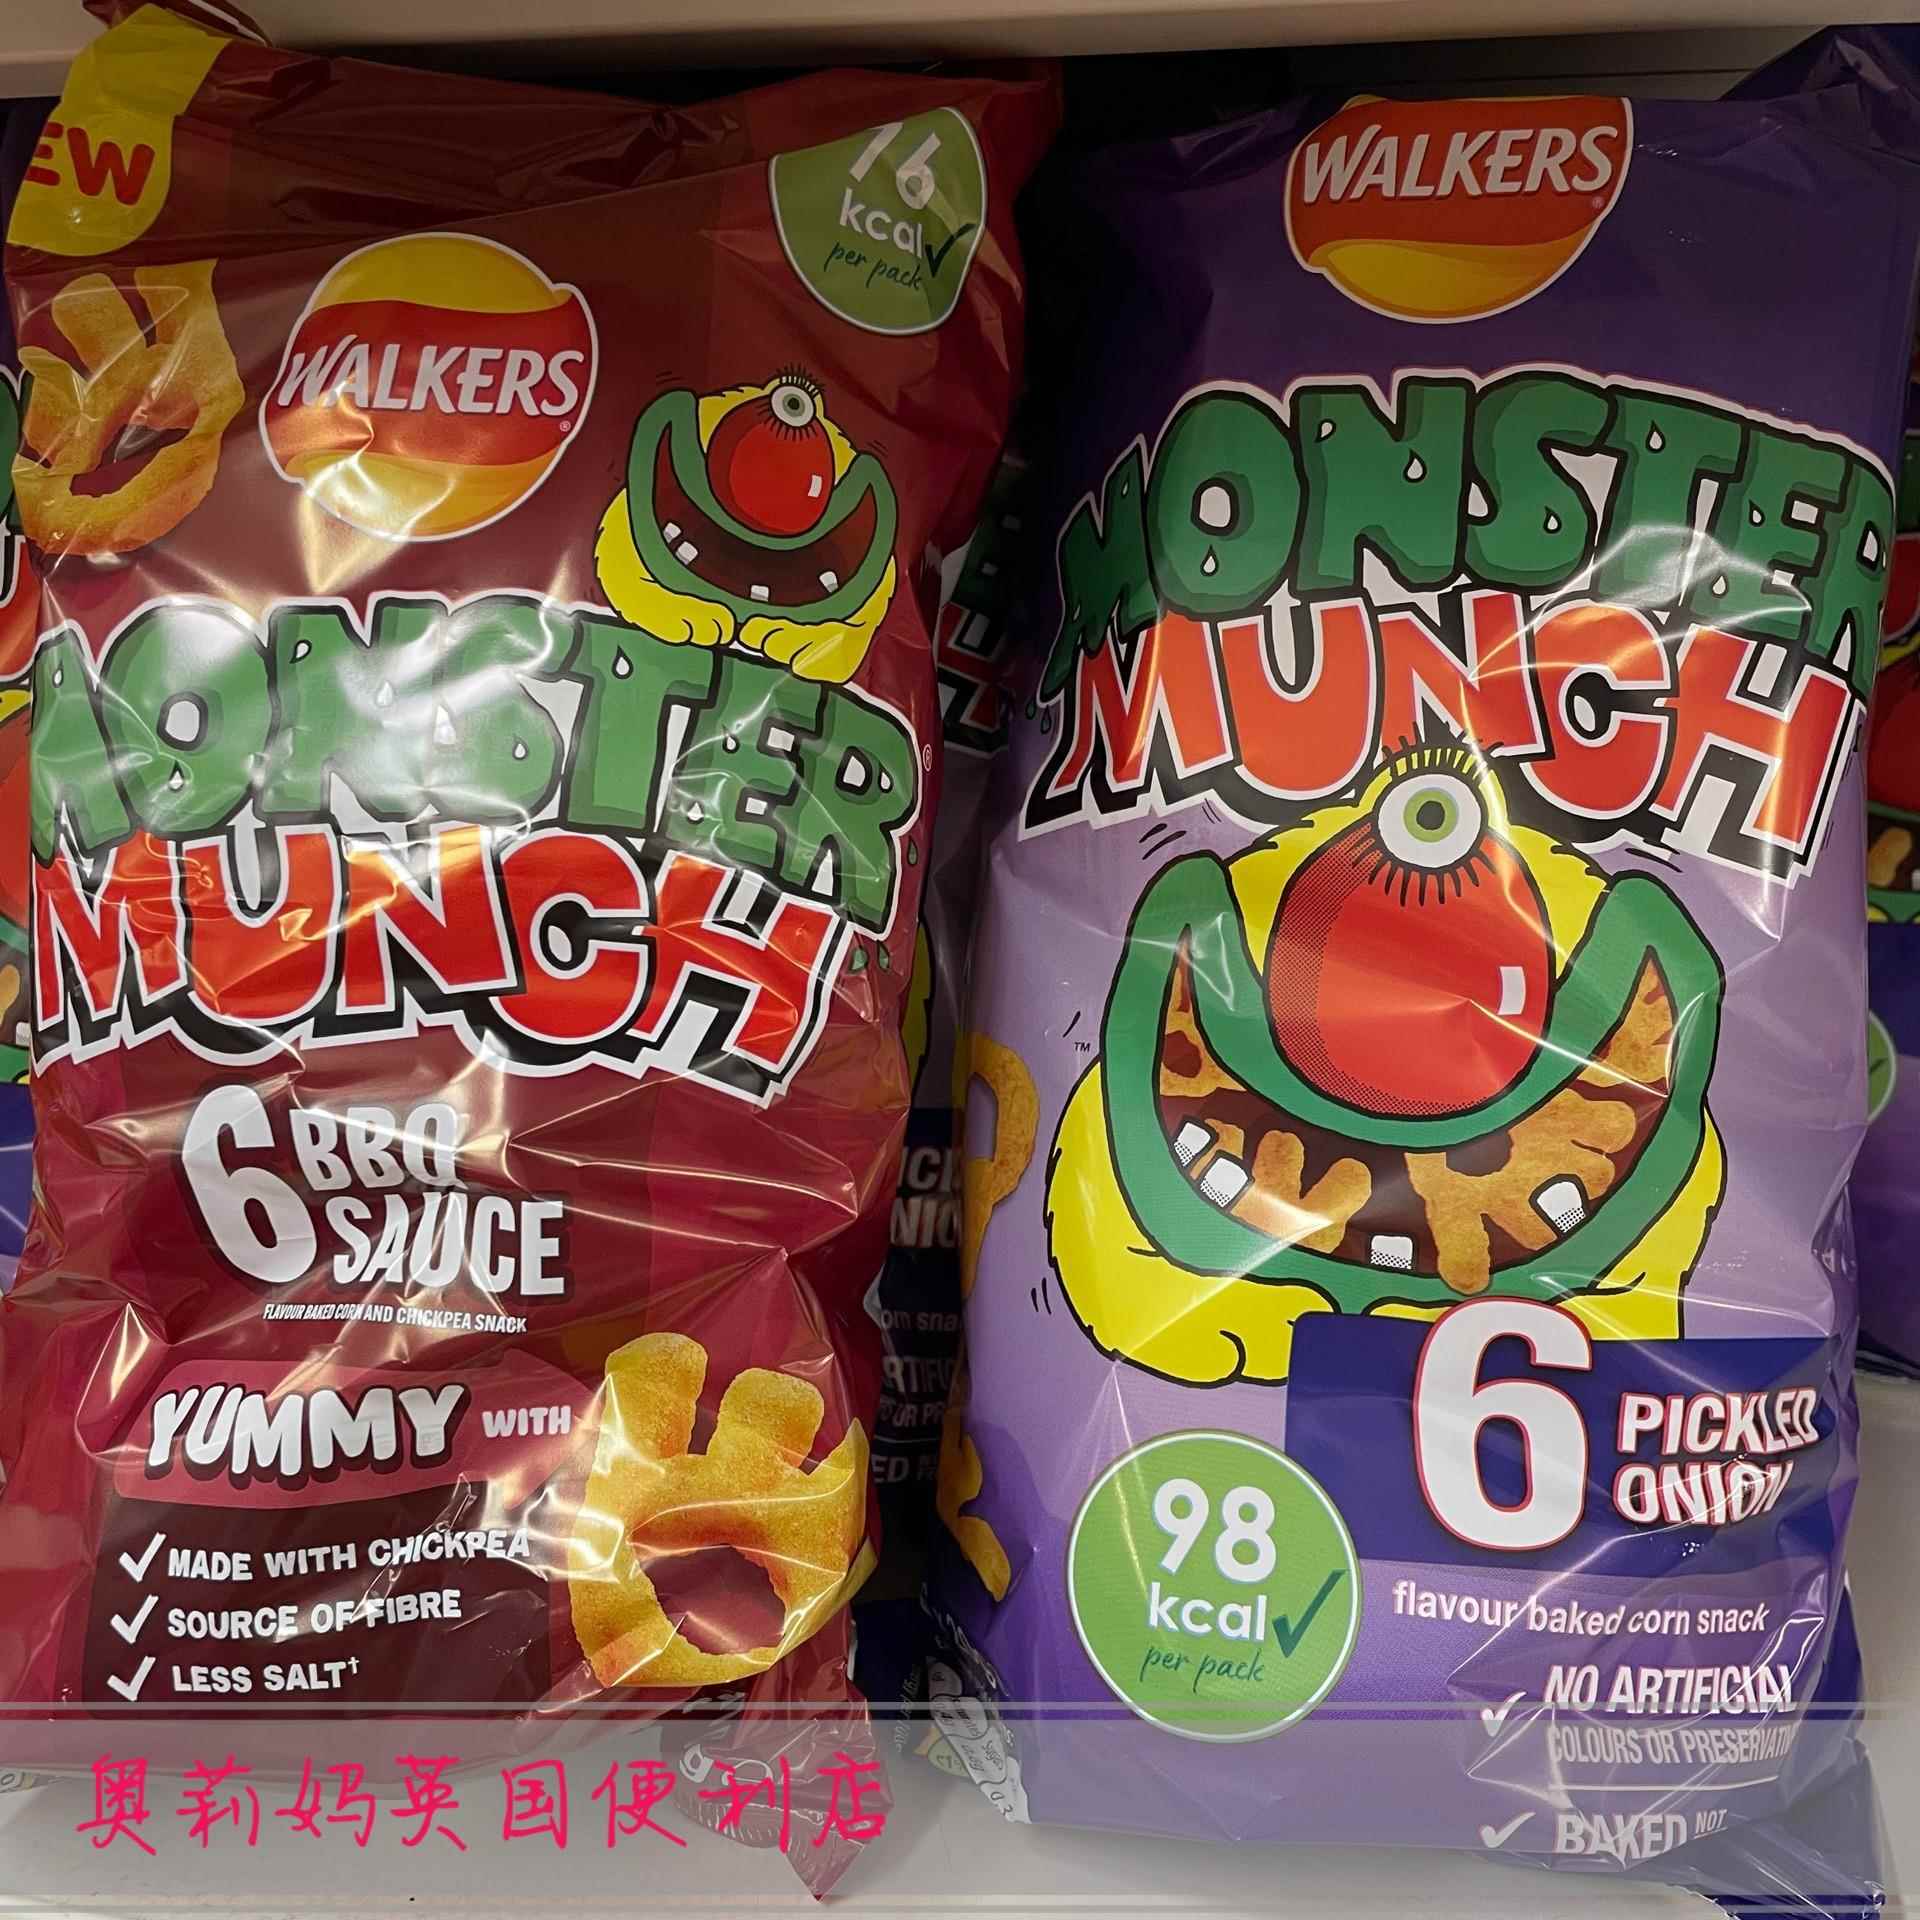 EW
76
kcal
per pack
WALKERS
MONSTER
MUNCH
6 BBQ
SAUCE
FLAVOUR BAKED CORN AND CHICKPEA SNACK
YUMMY WITH
MADE WITH CHICKPEA
SOURCE OF FIBRE
LESS SALT†
WALKERS
MONSTER
MUNCH
6 PICKLED
ONION
98
kcal
per pack
flavour baked corn snack
NO ARTIFICIAL
COLOURS OR PRESERVATIV
BAKED NOT
奥莉妈英国便利店